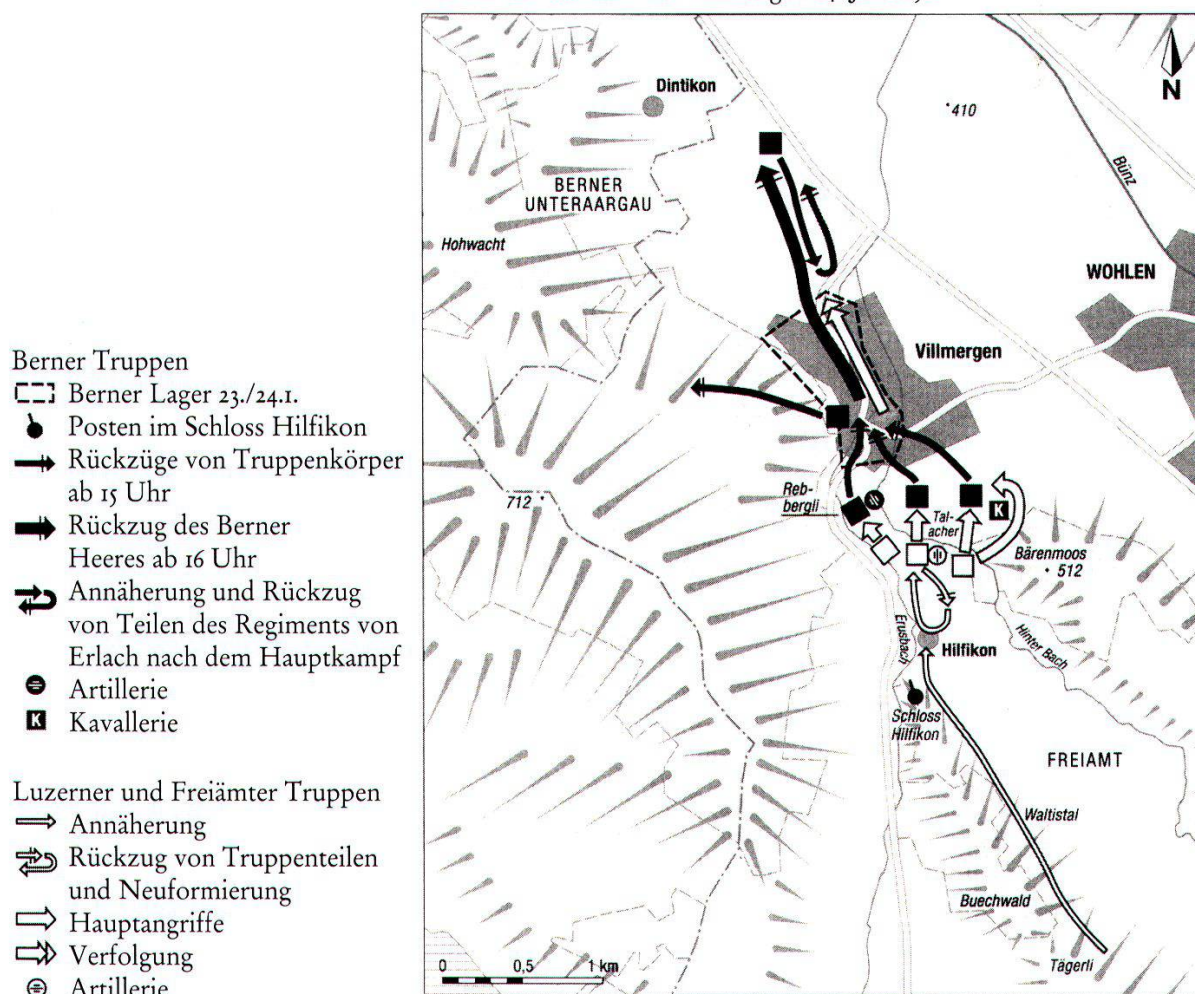 Dintikon
410
N
BERNER
UNTERAARGAU
Bünz
Hohwacht
WOHLEN
Villmergen
Berner Truppen
Berner Lager 23./24.1.
Posten im Schloss Hilfikon
Rückzüge von Truppenkörper
ab 15 Uhr
Rückzug des Berner
Heeres ab 16 Uhr
Annäherung und Rückzug
von Teilen des Regiments von
Erlach nach dem Hauptkampf
Artillerie
K Kavallerie
Luzerner und Freiämter Truppen
Annäherung
Rückzug von Truppenteilen
und Neuformierung
Hauptangriffe
Verfolgung
Artillerie
712
Reb-
bergli
K
Tal-
acher
Bärenmoos
512
Erusbach
Hinter Bach
Hilfikon
Schloss
Hilfikon
FREIAMT
Waltistal
Buechwald
Tägerli
0 0,5 1 km